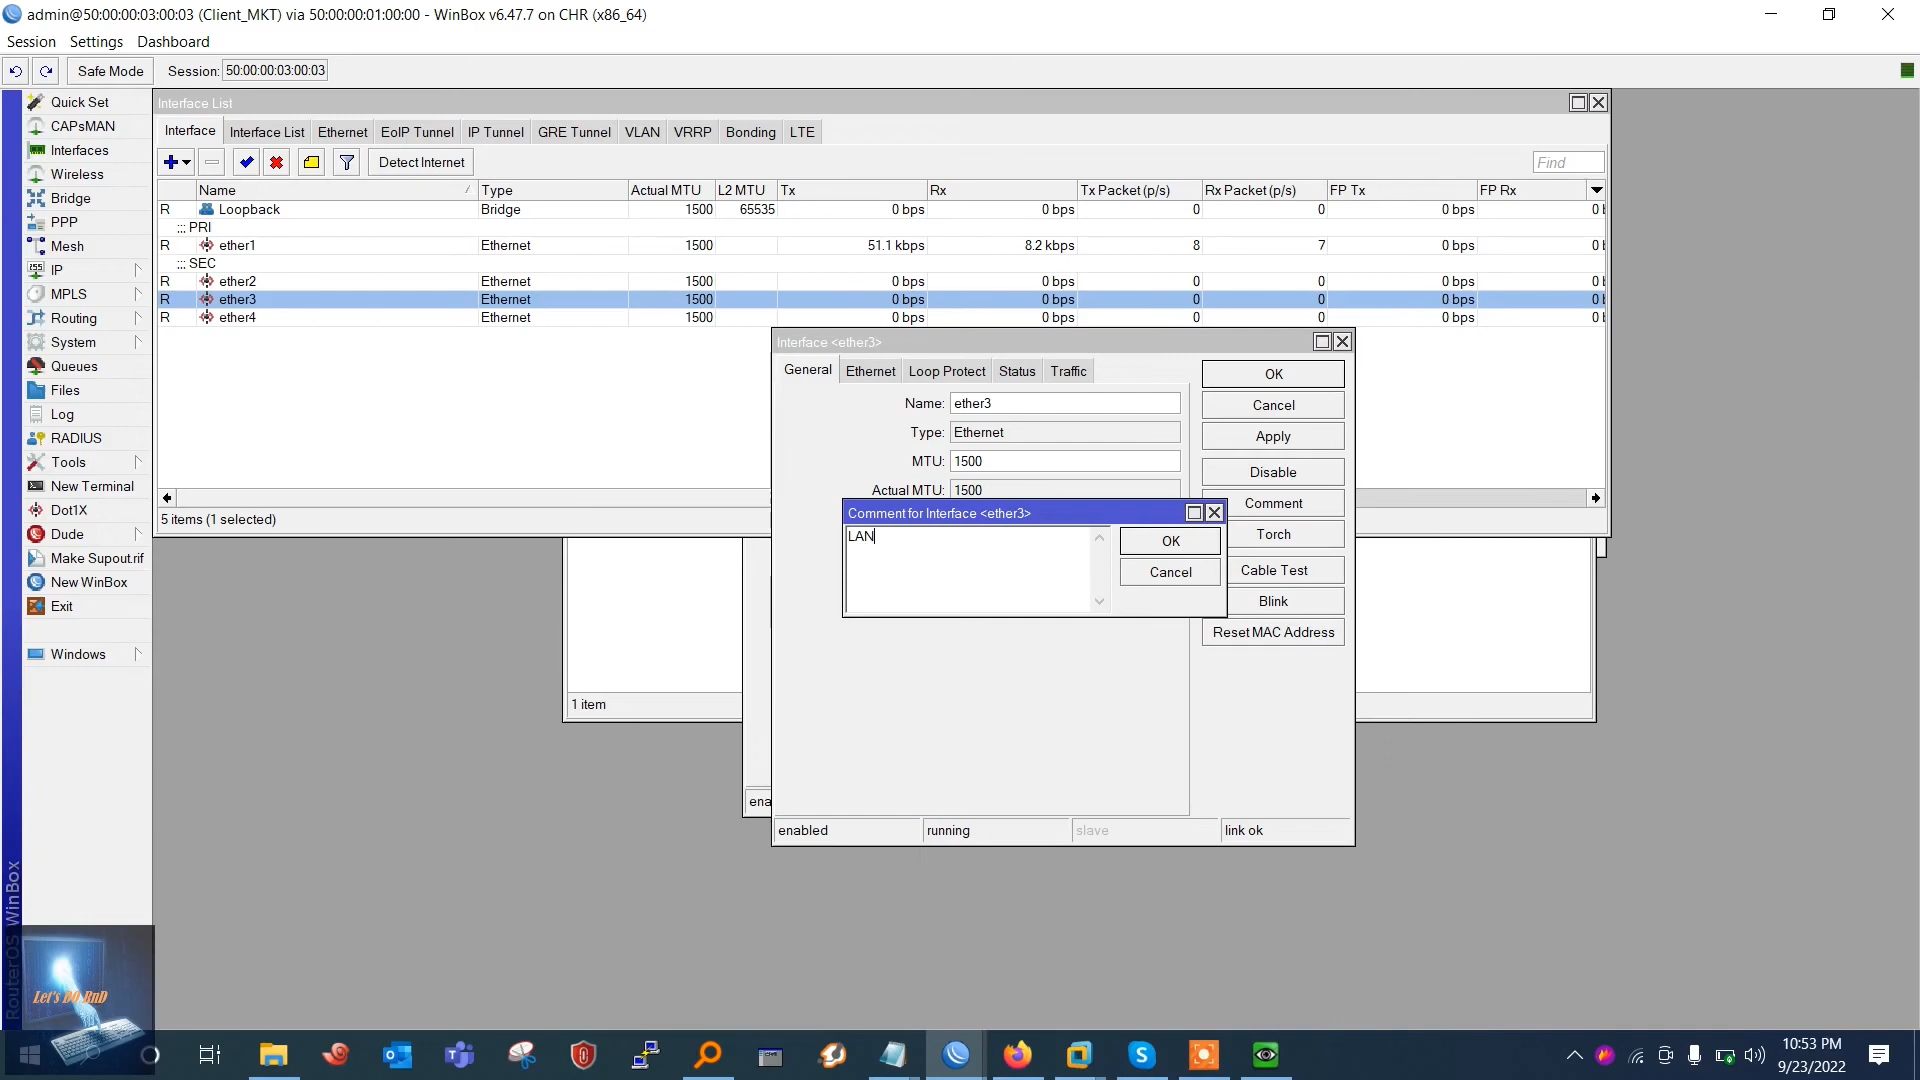 admin@50:00:00:03:00:03 (Client_MKT) via 50:00:00:01:00:00 - WinBox v6.47.7 on CHR (x86_64)
Session Settings Dashboard
Safe Mode Session: 50:00:00:03:00:03
Quick Set
CAPsMAN
Interfaces
Wireless
Bridge
PPP
Mesh
IP
MPLS
Routing
System
Queues
Files
Log
RADIUS
Tools
New Terminal
Dot1X
Dude
Make Supout.rif
New WinBox
Exit
Windows
RouterOS WinBox
Let's DO RnD
Interface List
Interface Interface List Ethernet EoIP Tunnel IP Tunnel GRE Tunnel VLAN VRRP Bonding LTE
Detect Internet Find
Name Type Actual MTU L2 MTU Tx Rx Tx Packet (p/s) Rx Packet (p/s) FP Tx FP Rx
R Loopback Bridge 1500 65535 0 bps 0 bps 0 0 0 bps 0 b
::: PRI
R ether1 Ethernet 1500 51.1 kbps 8.2 kbps 8 7 0 bps 0 b
::: SEC
R ether2 Ethernet 1500 0 bps 0 bps 0 0 0 bps 0 b
R ether3 Ethernet 1500 0 bps 0 bps 0 0 0 bps 0 b
R ether4 Ethernet 1500 0 bps 0 bps 0 0 0 bps 0 b
5 items (1 selected)
1 item
ena
Interface <ether3>
General Ethernet Loop Protect Status Traffic
Name: ether3
Type: Ethernet
MTU: 1500
Actual MTU: 1500
OK
Cancel
Apply
Disable
Comment
Torch
Cable Test
Blink
Reset MAC Address
Comment for Interface <ether3>
LAN
OK
Cancel
enabled running slave link ok
10:53 PM
9/23/2022